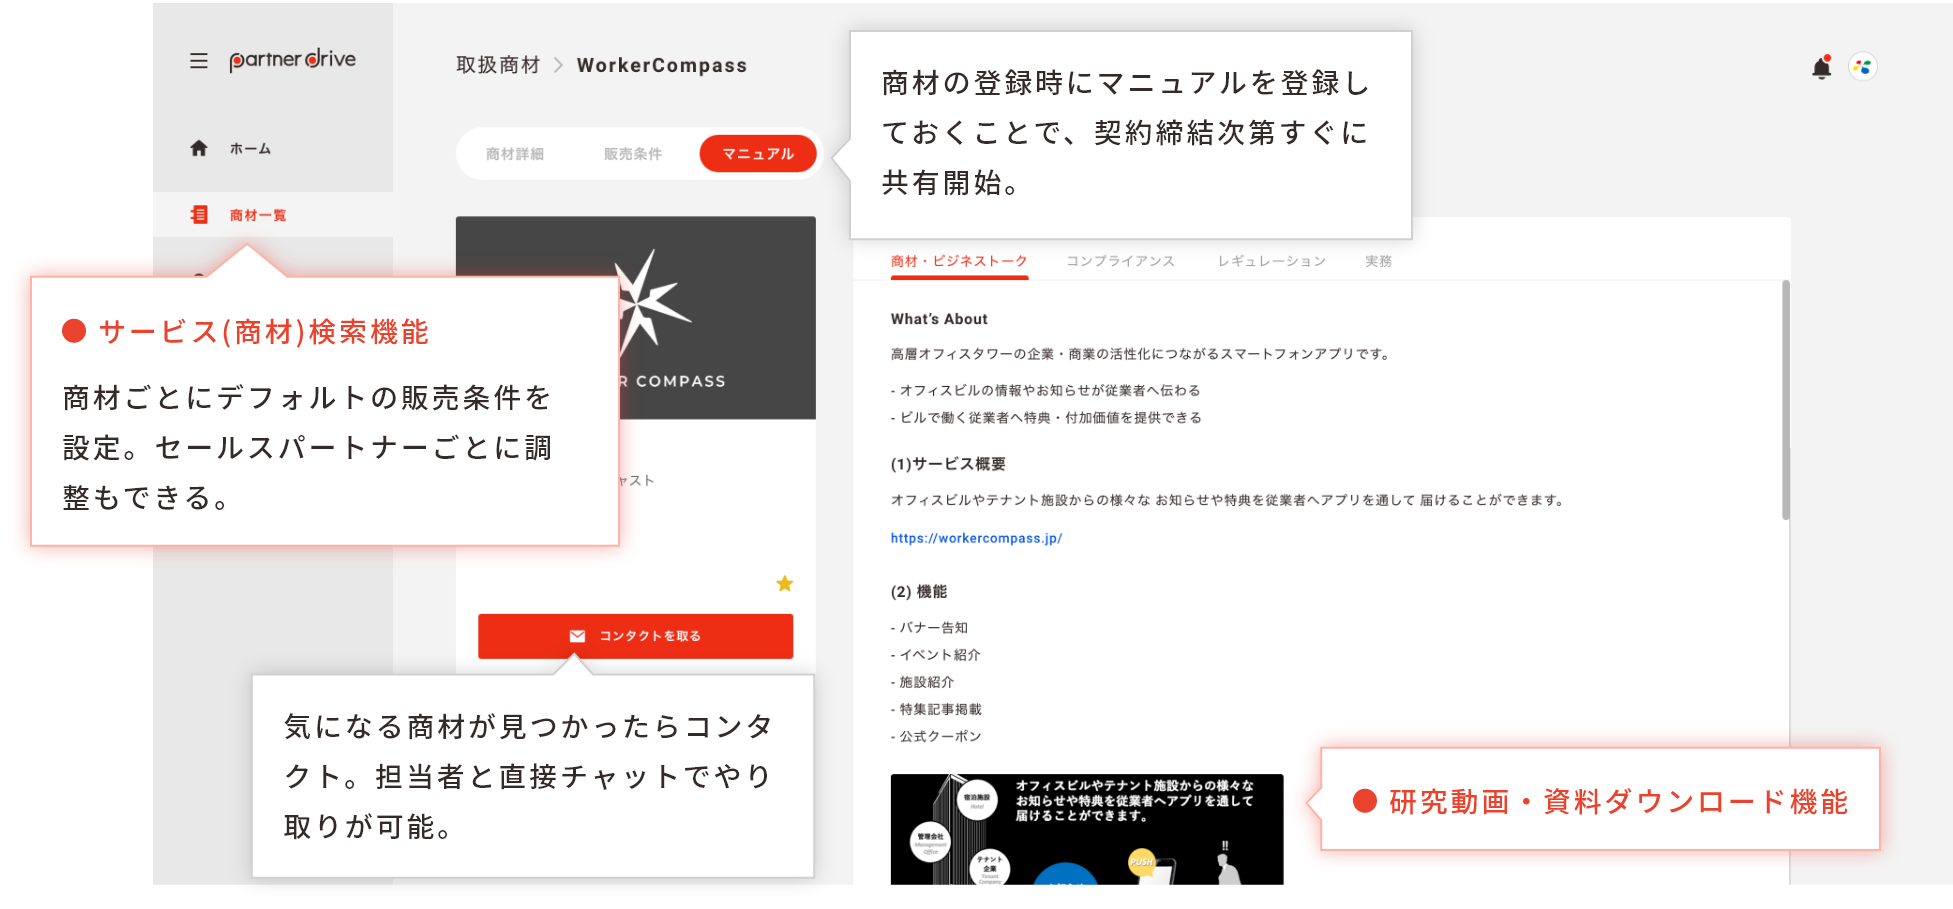 partner drive
取扱商材 > WorkerCompass
ホーム
商材一覧
商材詳細
販売条件
マニュアル
商材の登録時にマニュアルを登録し
ておくことで、契約締結次第すぐに
共有開始。
● サービス(商材)検索機能
商材ごとにデフォルトの販売条件を
設定。セールスパートナーごとに調
整もできる。
R COMPASS
ャスト
コンタクトを取る
気になる商材が見つかったらコンタ
クト。担当者と直接チャットでやり
取りが可能。
商材・ビジネストーク
コンプライアンス
レギュレーション
実務
What's About
高層オフィスタワーの企業・商業の活性化につながるスマートフォンアプリです。
- オフィスビルの情報やお知らせが従業者へ伝わる
- ビルで働く従業者へ特典・付加価値を提供できる
(1)サービス概要
オフィスビルやテナント施設からの様々な お知らせや特典を従業者へアプリを通して 届けることができます。
https://workercompass.jp/
(2) 機能
- バナー告知
- イベント紹介
- 施設紹介
- 特集記事掲載
- 公式クーポン
オフィスビルやテナント施設からの様々な
お知らせや特典を従業者へアプリを通して
届けることができます。
宿泊施設
Hotel
管理会社
Management
Office
テナント
企業
Tenant
Company
PUSH
!!
● 研究動画・資料ダウンロード機能